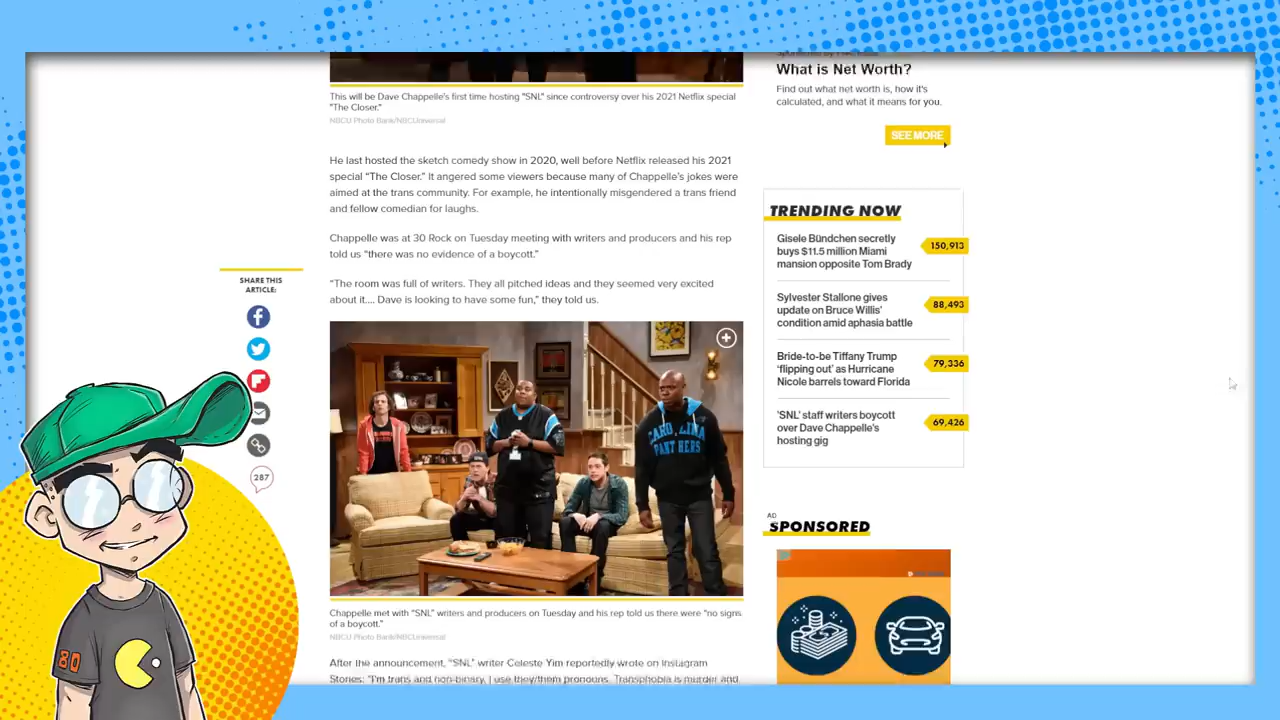 This will be Dave Chappelle's first time hosting "SNL" since controversy over his 2021 Netflix special
"The Closer."
NBCU Photo Bank/NBCUniversal
He last hosted the sketch comedy show in 2020, well before Netflix released his 2021
special “The Closer.” It angered some viewers because many of Chappelle’s jokes were
aimed at the trans community. For example, he intentionally misgendered a trans friend
and fellow comedian for laughs.
Chappelle was at 30 Rock on Tuesday meeting with writers and producers and his rep
told us “there was no evidence of a boycott.”
“The room was full of writers. They all pitched ideas and they seemed very excited
about it…. Dave is looking to have some fun,” they told us.
SHARE THIS
ARTICLE:
287
CAROLINA
PANTHERS
Chappelle met with “SNL” writers and producers on Tuesday and his rep told us there were “no signs
of a boycott.”
NBCU Photo Bank/NBCUniversal
After the announcement, “SNL” writer Celeste Yim reportedly wrote on Instagram
Stories: “I’m trans and non-binary. I use they/them pronouns. Transphobia is murder and
What is Net Worth?
Find out what net worth is, how it's
calculated, and what it means for you.
SEE MORE
TRENDING NOW
Gisele Bündchen secretly
buys $11.5 million Miami
mansion opposite Tom Brady
150,913
Sylvester Stallone gives
update on Bruce Willis'
condition amid aphasia battle
88,493
Bride-to-be Tiffany Trump
‘flipping out’ as Hurricane
Nicole barrels toward Florida
79,336
'SNL' staff writers boycott
over Dave Chappelle's
hosting gig
69,426
AD
SPONSORED
80